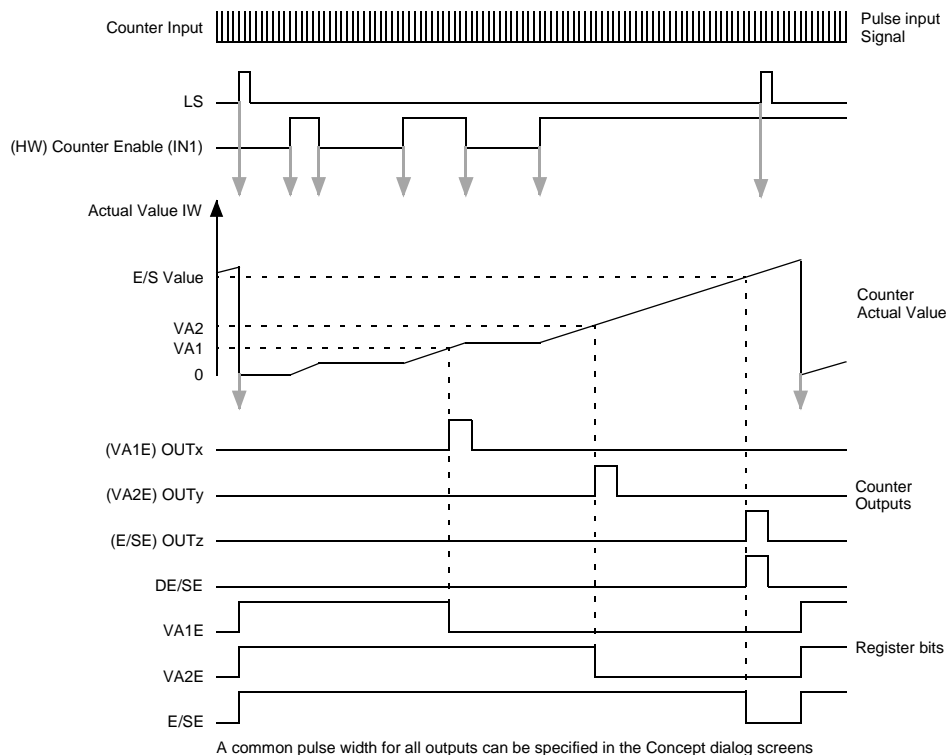 Counter Input
Pulse input
Signal
LS
(HW) Counter Enable (IN1)
Actual Value IW
E/S Value
VA2
VA1
0
Counter
Actual Value
(VA1E) OUTx
(VA2E) OUTy
Counter
Outputs
(E/SE) OUTz
DE/SE
VA1E
Register bits
VA2E
E/SE
A common pulse width for all outputs can be specified in the Concept dialog screens